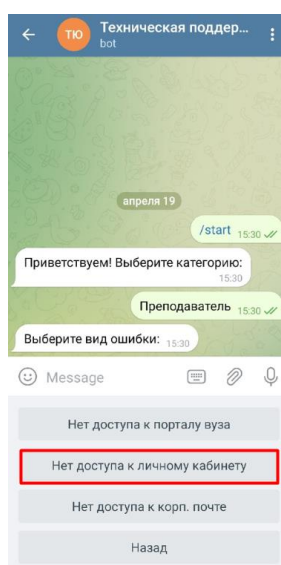 ТЮ
Техническая поддер...
bot
апреля 19
/start 15:30
Приветствуем! Выберите категорию:
15:30
Преподаватель 15:30
Выберите вид ошибки: 15:30
Message
Нет доступа к порталу вуза
Нет доступа к личному кабинету
Нет доступа к корп. почте
Назад